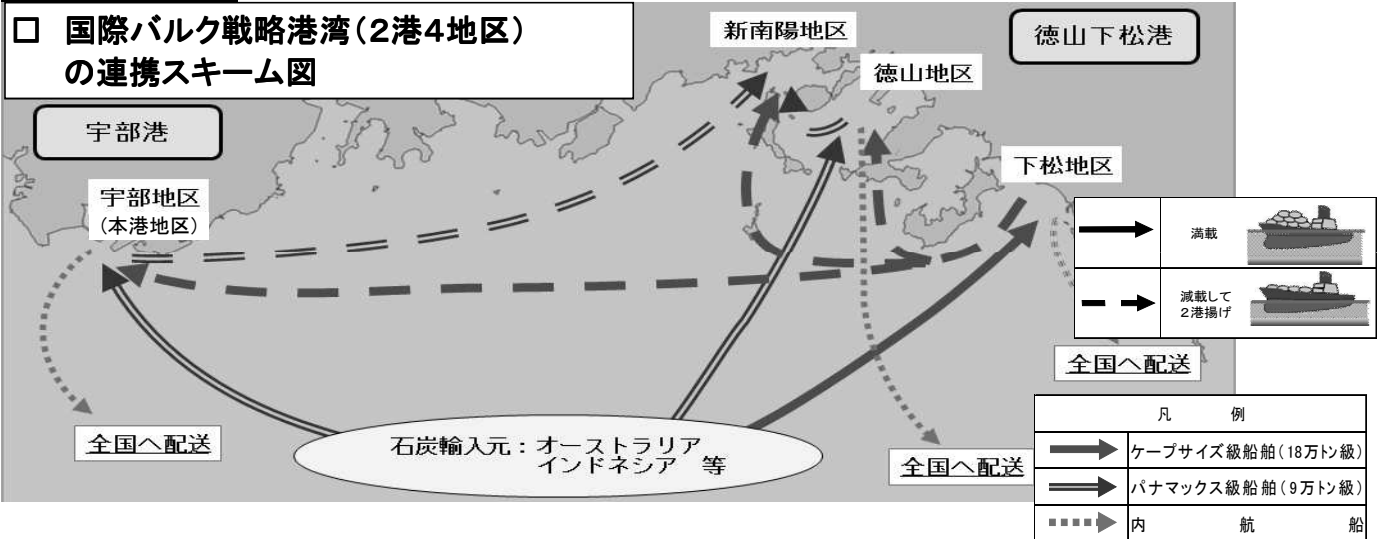 □ 国際バルク戦略港湾(2港4地区)
の連携スキーム図
新南陽地区
徳山下松港
徳山地区
宇部港
下松地区
宇部地区
(本港地区)
満載
減載して
2港揚げ
全国へ配送
凡 例
石炭輸入元:オーストラリア
インドネシア 等
全国へ配送
全国へ配送
ケープサイズ級船舶(18万トン級)
パナマックス級船舶(9万トン級)
内 航 船